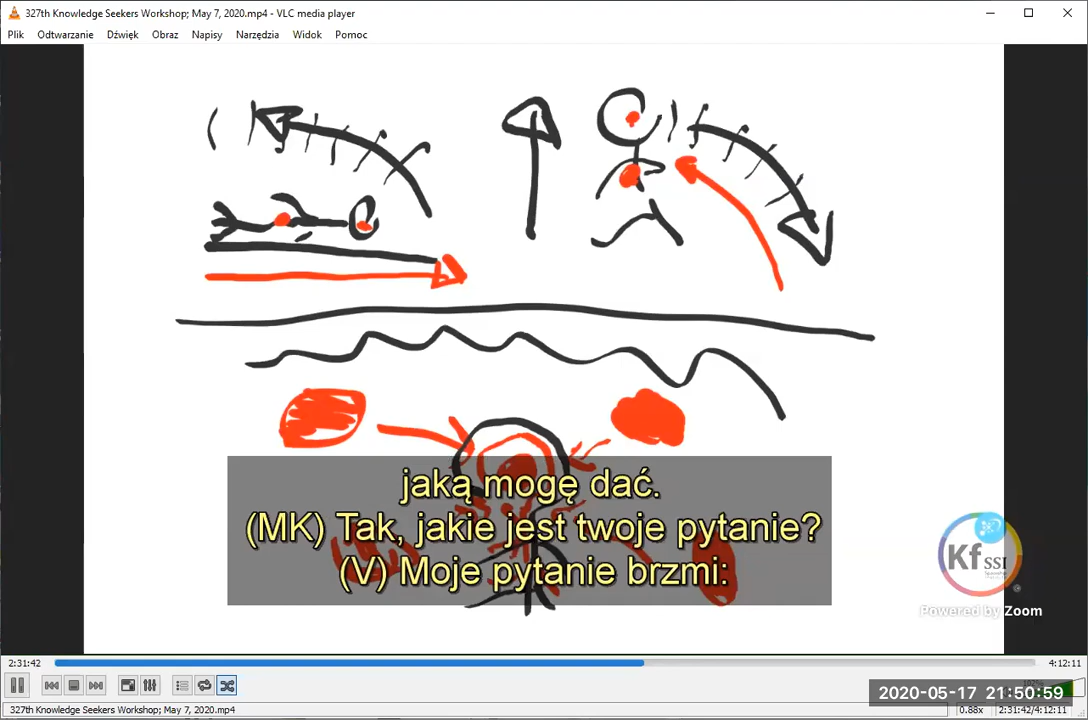 327th Knowledge Seekers Workshop; May 7, 2020.mp4 - VLC media player
Plik Odtwarzanie Dźwięk Obraz Napisy Narzędzia Widok Pomoc
jaką mogę dać.
(MK) Tak, jakie jest twoje pytanie?
(V) Moje pytanie brzmi:
Kf SSI
Powered by Zoom
2:31:42 4:12:11
2020-05-17 21:50:59
327th Knowledge Seekers Workshop; May 7, 2020.mp4 0.88x 2:31:42/4:12:11